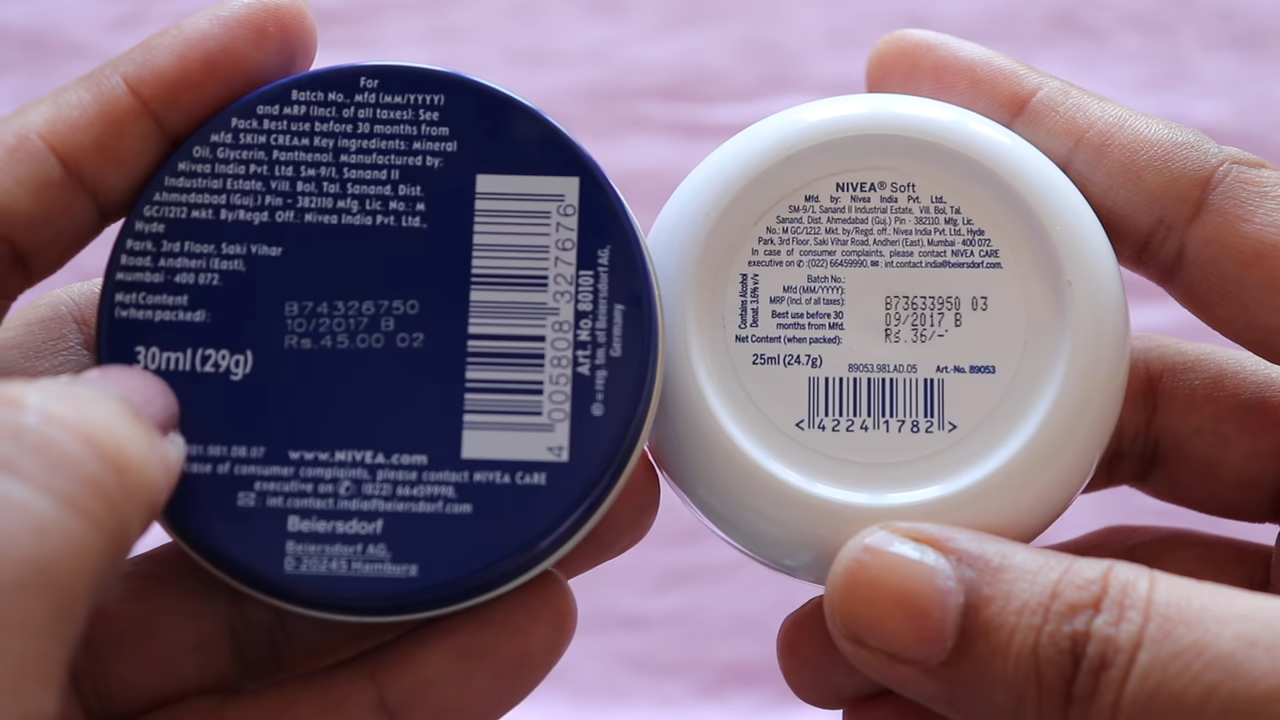 For
Batch No., Mfd (MM/YYYY)
and MRP (Incl. of all taxes): See
Pack.Best use before 30 months from
Mfd. SKIN CREAM Key ingredients: Mineral
Oil, Glycerin, Panthenol. Manufactured by:
Nivea India Pvt. Ltd. SM-9/1, Sanand II
Industrial Estate, Vill. Bol, Tal. Sanand, Dist.
Ahmedabad (Guj.) Pin - 382110 Mfg. Lic. No.: M
GC/1212 Mkt. By/Regd. Off.: Nivea India Pvt. Ltd.,
Hyde
Park, 3rd Floor, Saki Vihar
Road, Andheri (East),
Mumbai - 400 072.
Net Content
(when packed):
30ml (29g)
B74326750
10/2017 B
Rs.45.00 02
4 005808 327676
Art. No. 80101
® = reg. tm. of Beiersdorf AG,
Germany
www.NIVEA.com
case of consumer complaints, please contact NIVEA CARE
executive on ✆: (022) 66459990,
✉: int.contact.india@beiersdorf.com
Beiersdorf
Beiersdorf AG,
D-20245 Hamburg
NIVEA® Soft
Mfd. by: Nivea India Pvt. Ltd.,
SM-9/1, Sanand II Industrial Estate, Vill. Bol, Tal.
Sanand, Dist. Ahmedabad (Guj.) Pin - 382110. Mfg. Lic.
No.: M GC/1212. Mkt. by/Regd. off.: Nivea India Pvt. Ltd., Hyde
Park, 3rd Floor, Saki Vihar Road, Andheri (East), Mumbai - 400 072.
In case of consumer complaints, please contact NIVEA CARE
executive on ✆:(022) 66459990, ✉: int.contact.india@beiersdorf.com.
Contains Alcohol
Denat. 3.6% v/v
Batch No.:
Mfd (MM/YYYY):
MRP (Incl. of all taxes):
Best use before 30
months from Mfd.
Net Content (when packed):
25ml (24.7g)
B73633950 03
09/2017 B
Rs.36/-
89053.981.AD.05 Art.-No. 89053
<4224 1782>